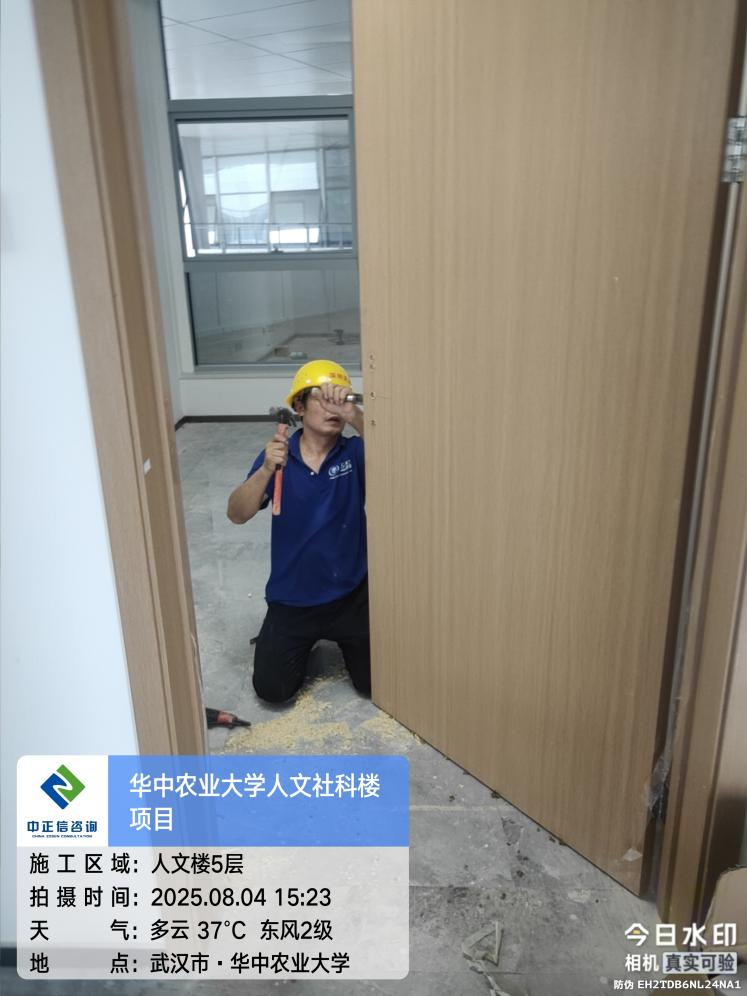 中正信咨询
华中农业大学人文社科楼
项目
施工区域：人文楼5层
拍摄时间：2025.08.04 15:23
天气：多云 37℃ 东风2级
地点：武汉市·华中农业大学
今日水印
相机 真实可验
防伪 EH2TDB6NL24NA1